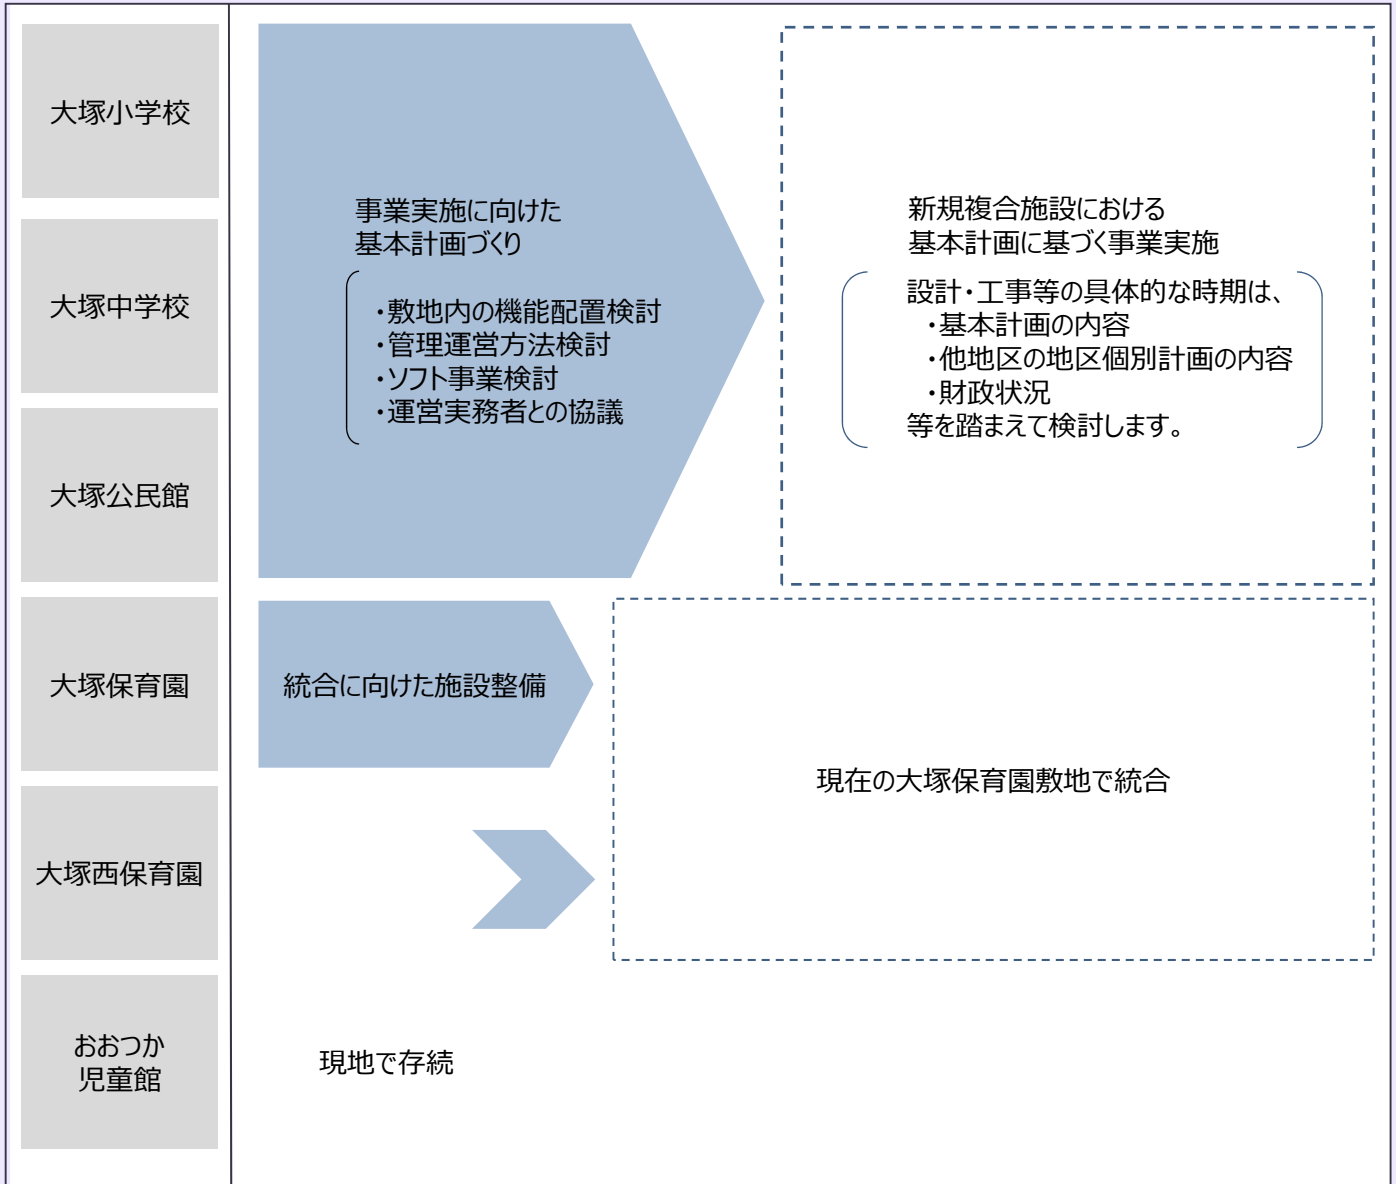 大塚小学校
大塚中学校
大塚公民館
事業実施に向けた
基本計画づくり
・敷地内の機能配置検討
・管理運営方法検討
・ソフト事業検討
・運営実務者との協議
新規複合施設における
基本計画に基づく事業実施
設計・工事等の具体的な時期は、
・基本計画の内容
・他地区の地区個別計画の内容
・財政状況
等を踏まえて検討します。
大塚保育園
統合に向けた施設整備
大塚西保育園
現在の大塚保育園敷地で統合
おおつか
児童館
現地で存続